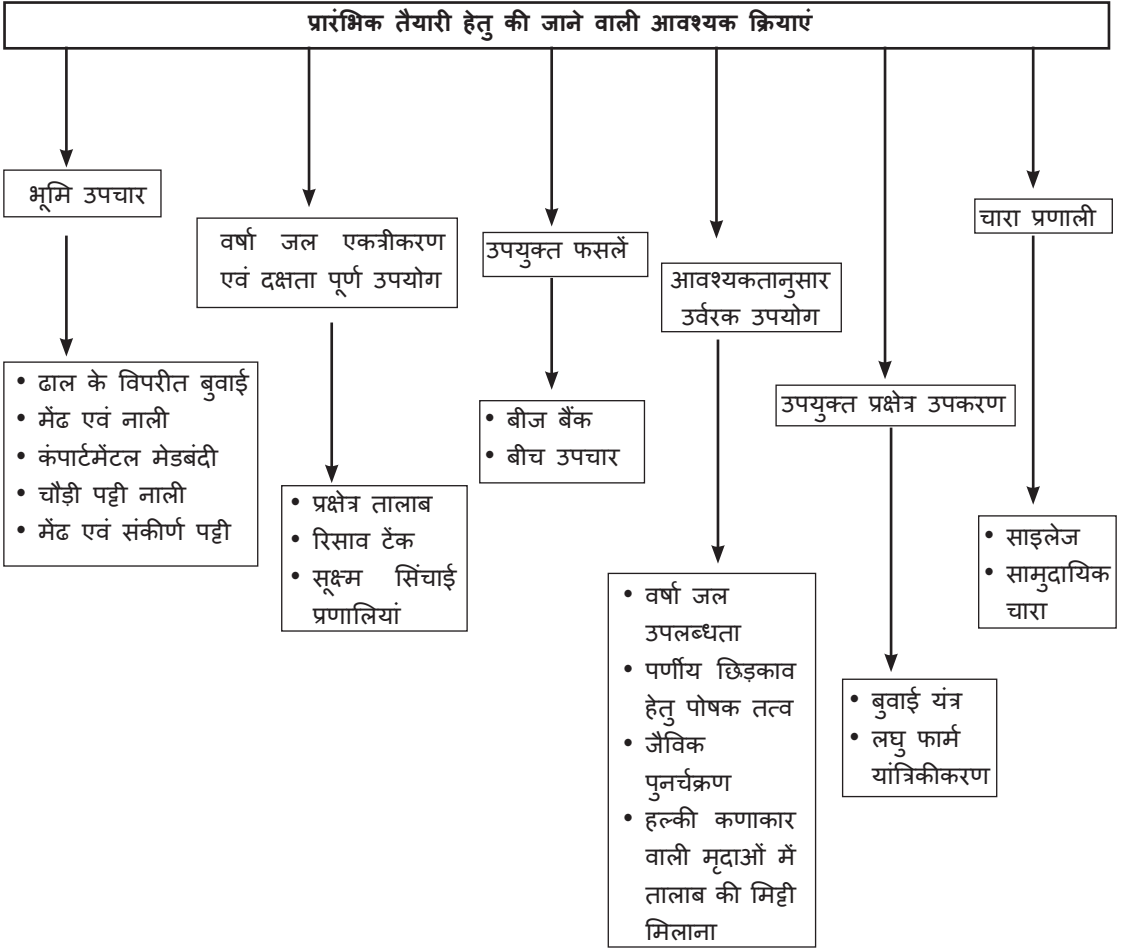 प्रारंभिक तैयारी हेतु की जाने वाली आवश्यक क्रियाएं
भूमि उपचार
• ढाल के विपरीत बुवाई
• मेंढ एवं नाली
• कंपार्टमेंटल मेडबंदी
• चौड़ी पट्टी नाली
• मेंढ एवं संकीर्ण पट्टी
वर्षा जल एकत्रीकरण
एवं दक्षता पूर्ण उपयोग
• प्रक्षेत्र तालाब
• रिसाव टेंक
• सूक्ष्म सिंचाई
प्रणालियां
उपयुक्त फसलें
• बीज बैंक
• बीच उपचार
आवश्यकतानुसार
उर्वरक उपयोग
• वर्षा जल
उपलब्धता
• पर्णीय छिड़काव
हेतु पोषक तत्व
• जैविक
पुनर्चक्रण
• हल्की कणाकार
वाली मृदाओं में
तालाब की मिट्टी
मिलाना
उपयुक्त प्रक्षेत्र उपकरण
• बुवाई यंत्र
• लघु फार्म
यांत्रिकीकरण
चारा प्रणाली
• साइलेज
• सामुदायिक
चारा